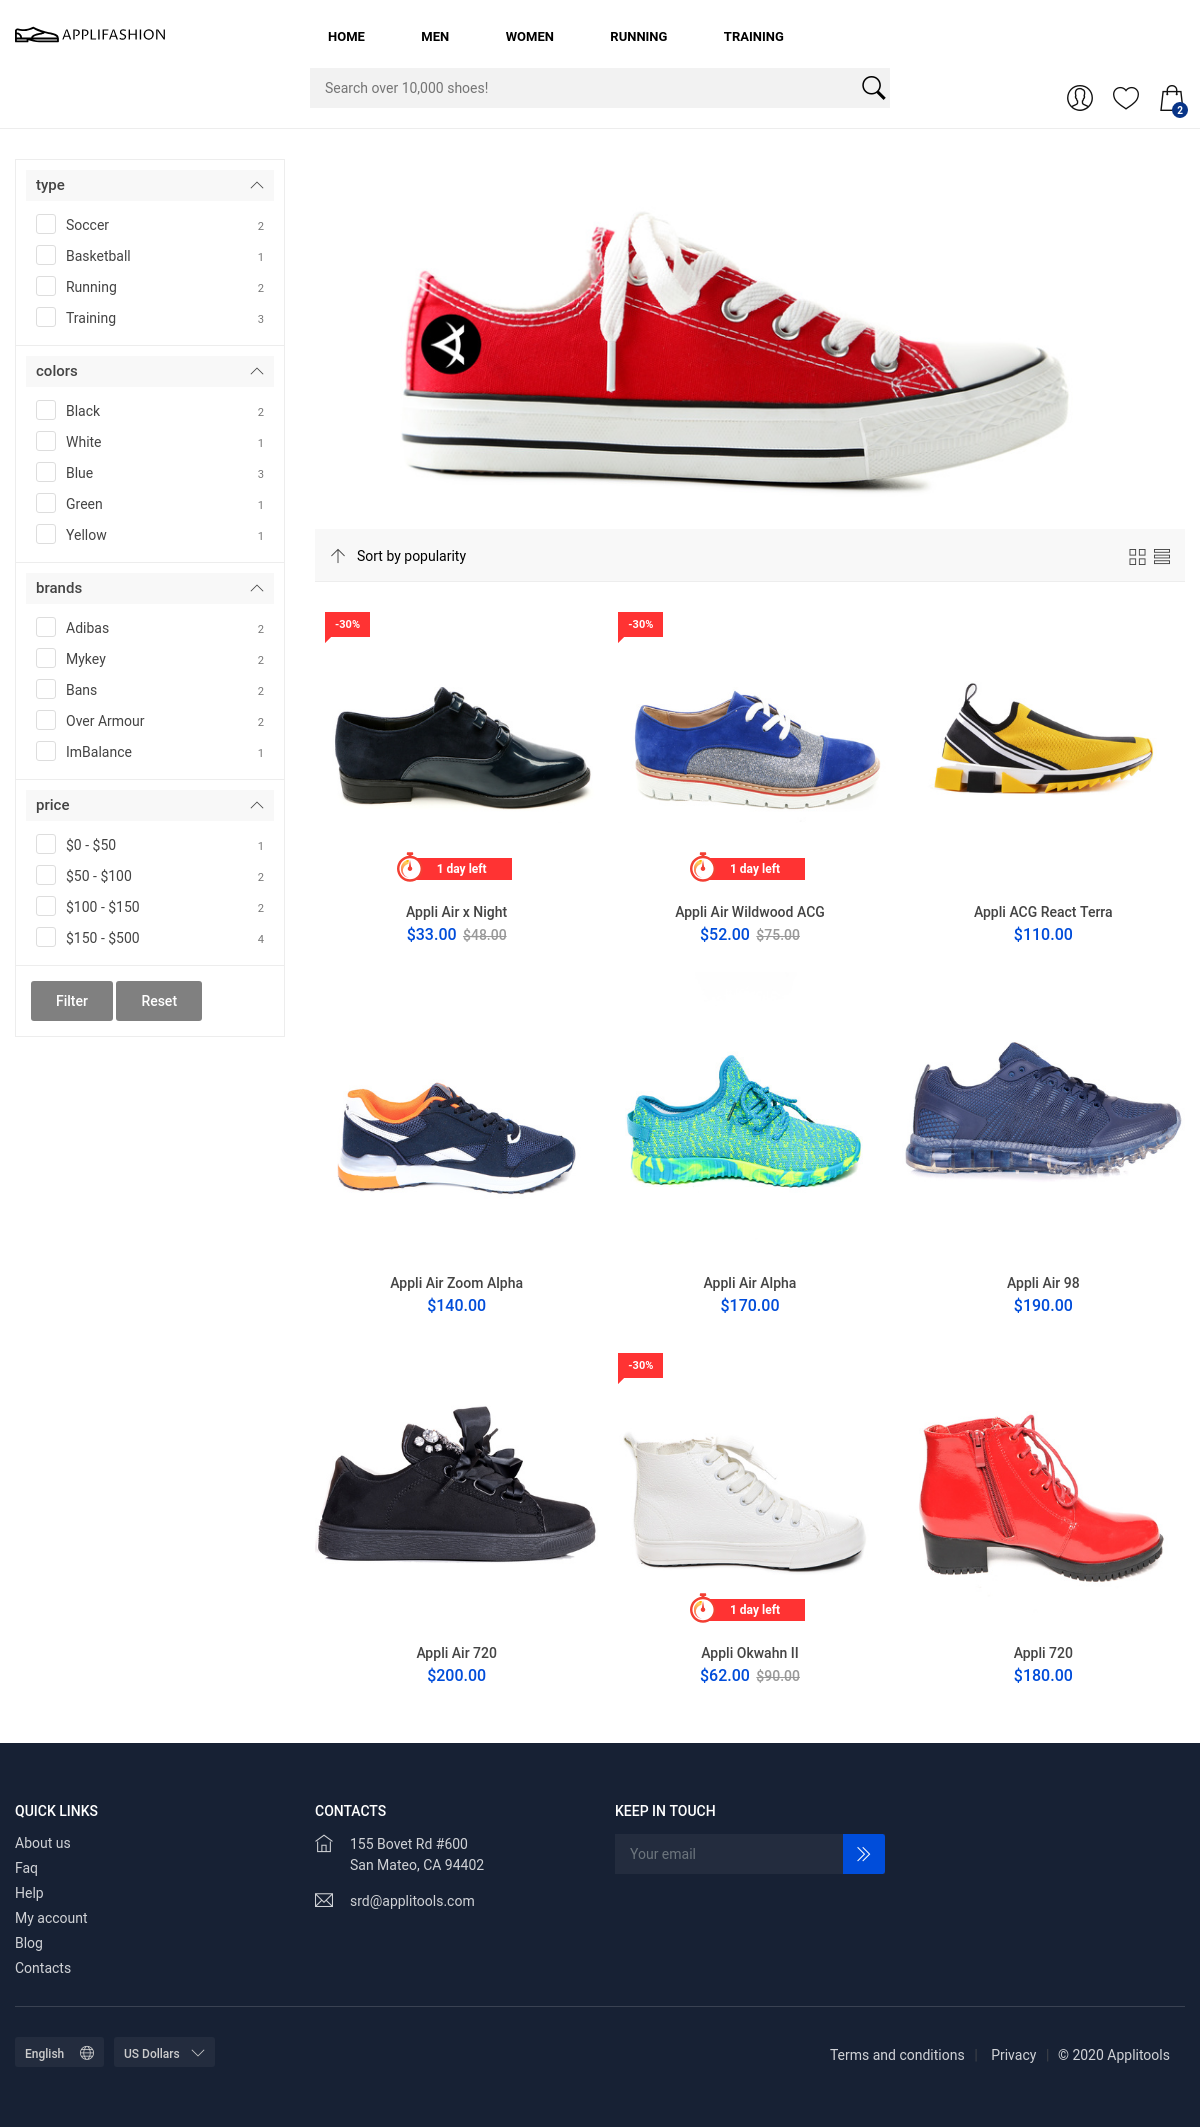 APPLIFASHION
HOME MEN WOMEN RUNNING TRAINING
Search over 10,000 shoes!
2
type
Soccer 2
Basketball 1
Running 2
Training 3
colors
Black 2
White 1
Blue 3
Green 1
Yellow 1
brands
Adibas 2
Mykey 2
Bans 2
Over Armour 2
ImBalance 1
price
$0 - $50 1
$50 - $100 2
$100 - $150 2
$150 - $500 4
Filter Reset
Sort by popularity
-30% -30%
1 day left 1 day left
Appli Air x Night Appli Air Wildwood ACG Appli ACG React Terra
$33.00 $48.00 $52.00 $75.00 $110.00
Appli Air Zoom Alpha Appli Air Alpha Appli Air 98
$140.00 $170.00 $190.00
-30%
1 day left
Appli Air 720 Appli Okwahn II Appli 720
$200.00 $62.00 $90.00 $180.00
QUICK LINKS
About us
Faq
Help
My account
Blog
Contacts
CONTACTS
155 Bovet Rd #600
San Mateo, CA 94402
srd@applitools.com
KEEP IN TOUCH
Your email
English US Dollars
Terms and conditions | Privacy | © 2020 Applitools